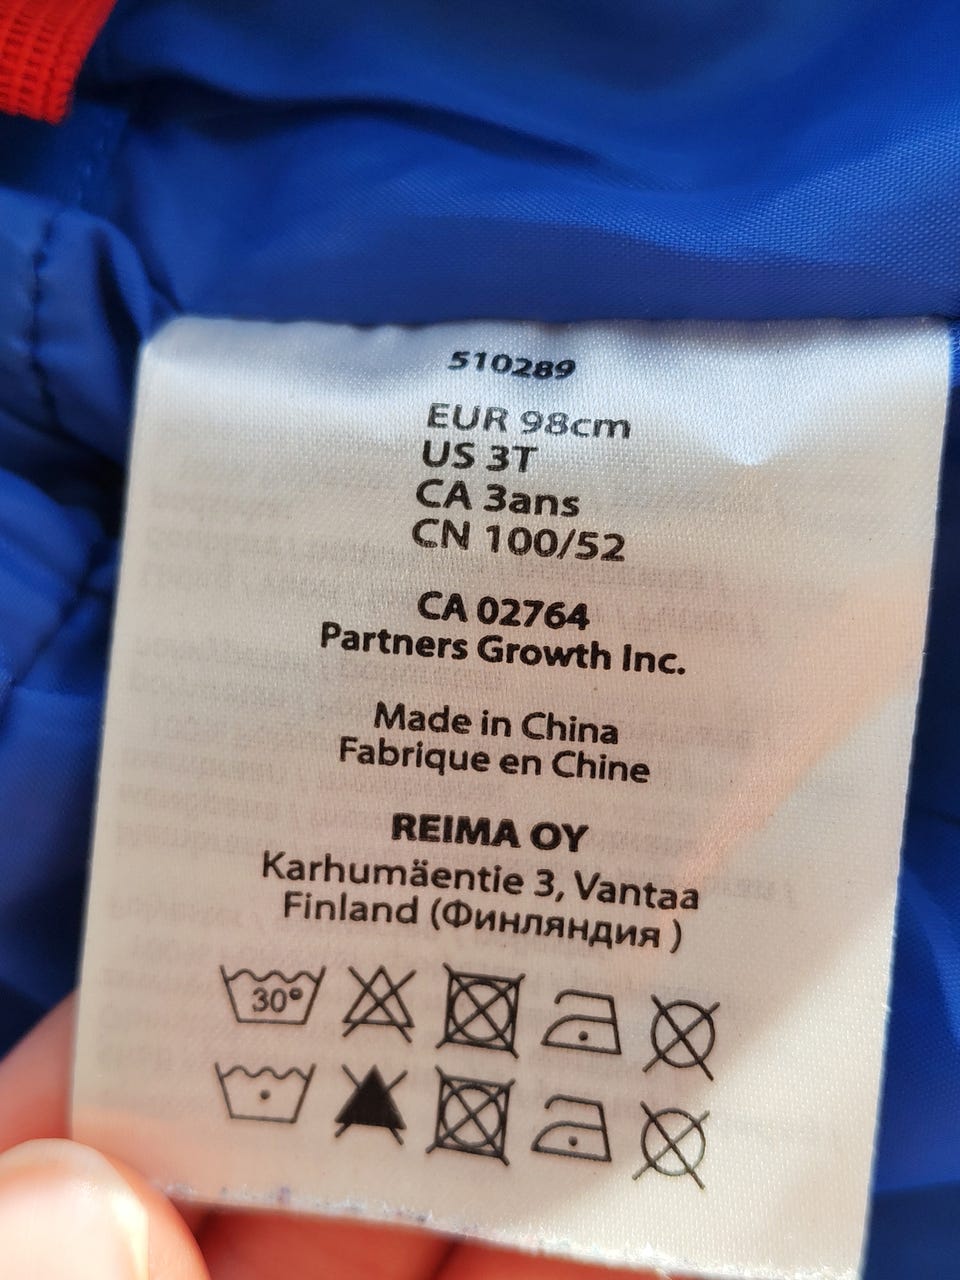 510289
EUR 98cm
US 3T
CA 3ans
CN 100/52
CA 02764
Partners Growth Inc.
Made in China
Fabrique en Chine
REIMA OY
Karhumäentie 3, Vantaa
Finland (Финляндия )
30°